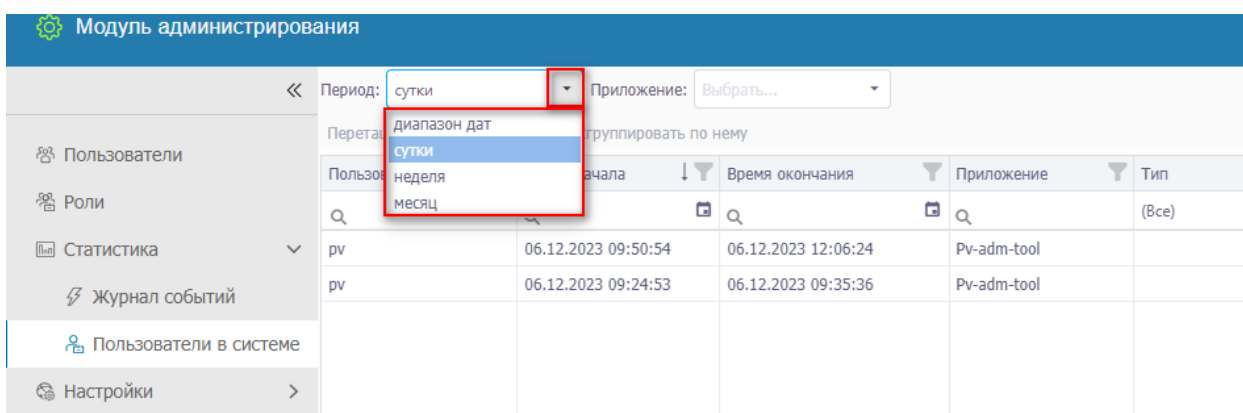 Модуль администрирования
Период: сутки Приложение: Выбрать...
диапазон дат
сутки
неделя
месяц
Перетащ группировать по нему
Пользователи
Роли
Статистика
Журнал событий
Пользователи в системе
Настройки
Пользов ачала Время окончания Приложение Тип
(Все)
pv 06.12.2023 09:50:54 06.12.2023 12:06:24 Pv-adm-tool
pv 06.12.2023 09:24:53 06.12.2023 09:35:36 Pv-adm-tool